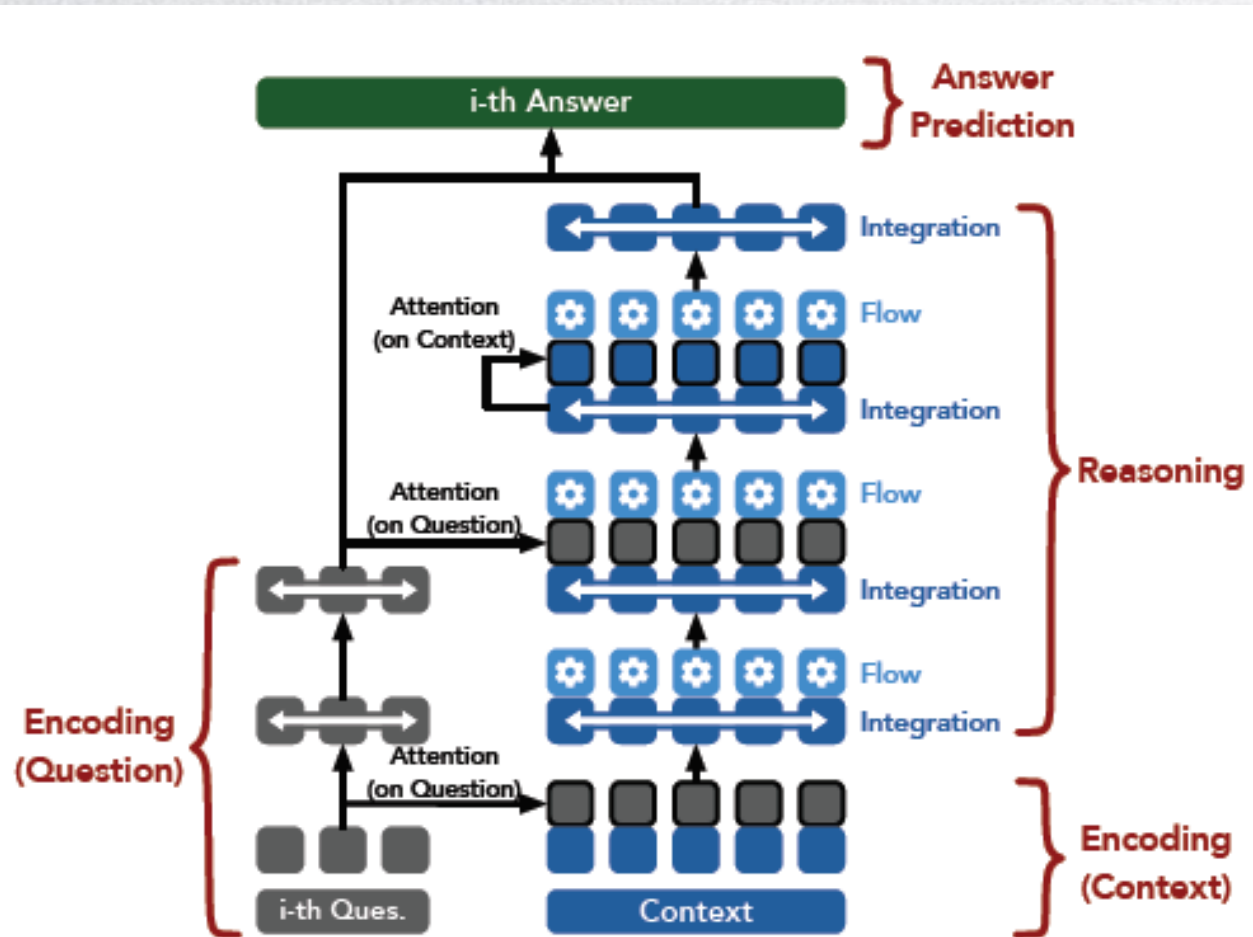 i-th Answer
Answer
Prediction
Integration
Attention
(on Context)
Flow
Integration
Reasoning
Attention
(on Question)
Flow
Integration
Flow
Integration
Encoding
(Question)
Attention
(on Question)
Encoding
(Context)
i-th Ques.
Context